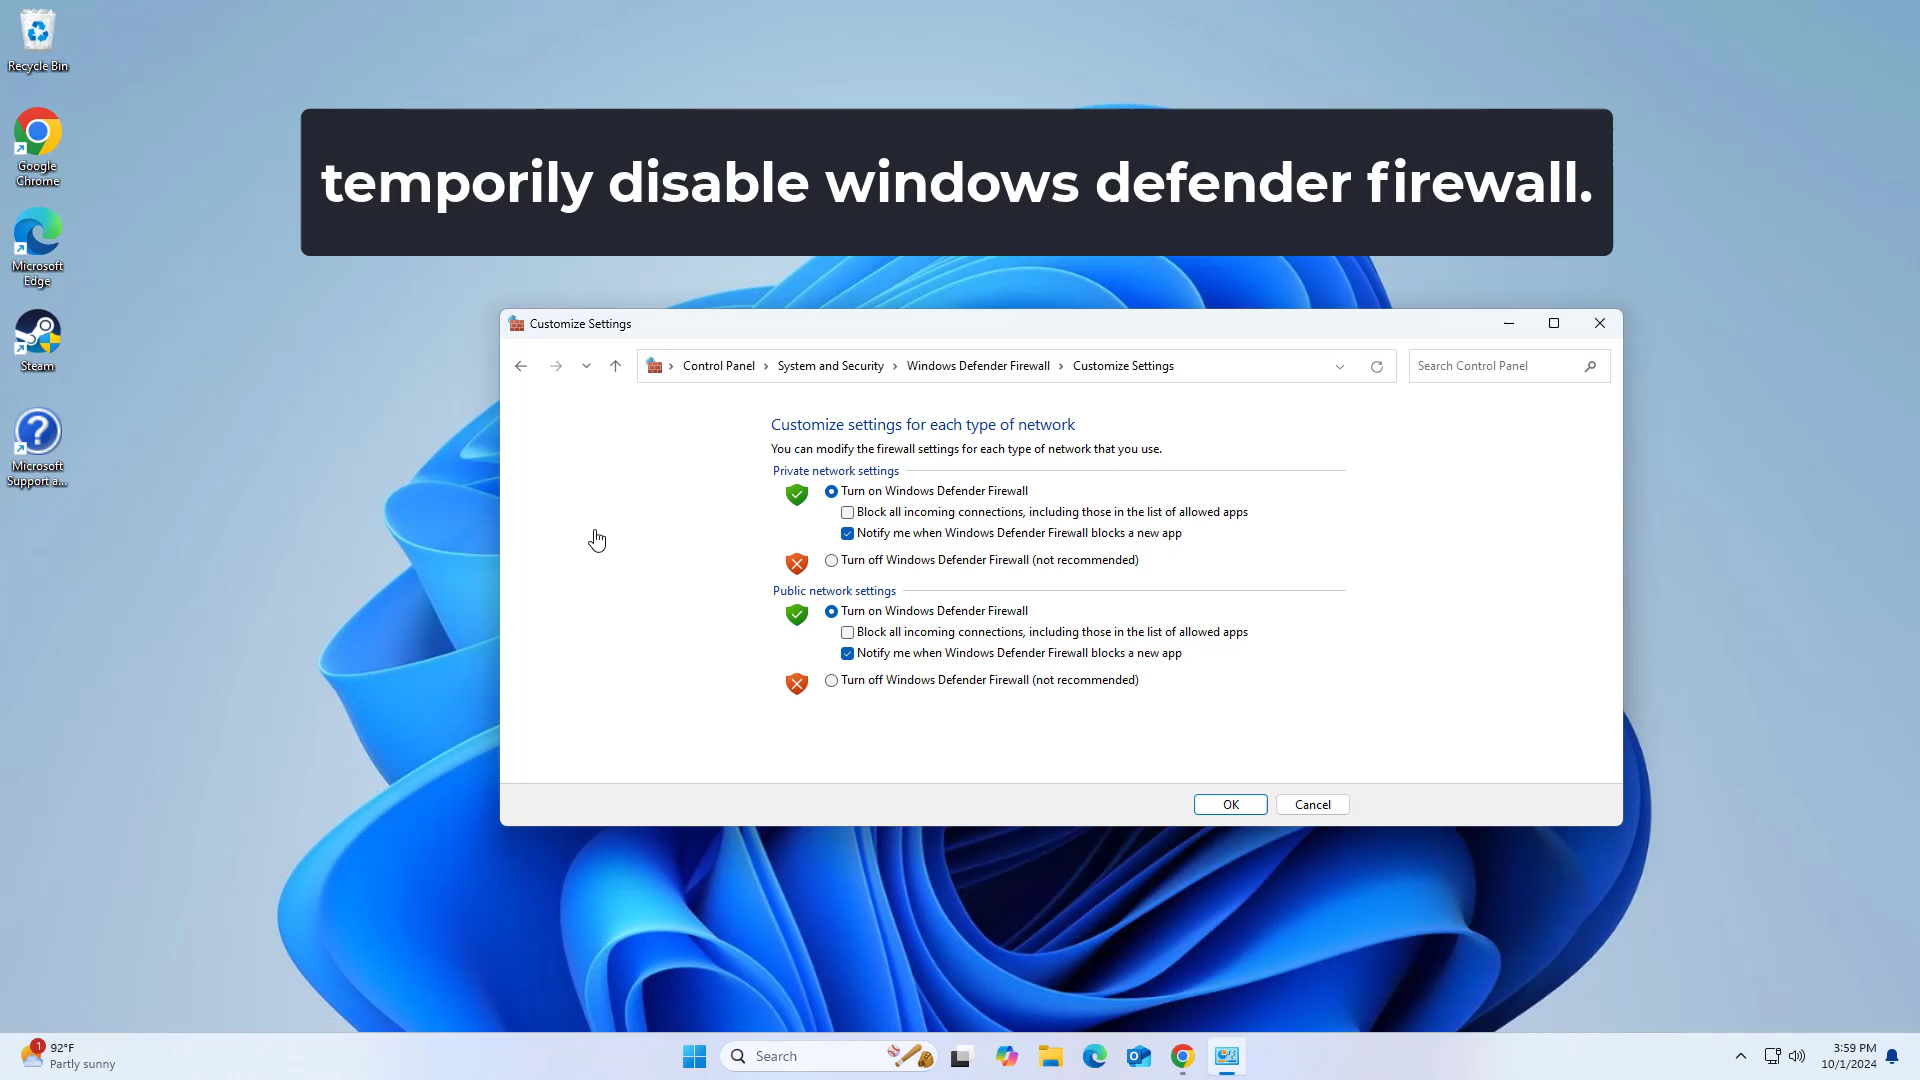 Recycle Bin
Google
Chrome
Microsoft
Edge
Steam
Microsoft
Support a...
temporily disable windows defender firewall.
Customize Settings
Control Panel
System and Security
Windows Defender Firewall
Customize Settings
Search Control Panel
Customize settings for each type of network
You can modify the firewall settings for each type of network that you use.
Private network settings
Turn on Windows Defender Firewall
Block all incoming connections, including those in the list of allowed apps
Notify me when Windows Defender Firewall blocks a new app
Turn off Windows Defender Firewall (not recommended)
Public network settings
Turn on Windows Defender Firewall
Block all incoming connections, including those in the list of allowed apps
Notify me when Windows Defender Firewall blocks a new app
Turn off Windows Defender Firewall (not recommended)
OK
Cancel
1
92°F
Partly sunny
Search
3:59 PM
10/1/2024